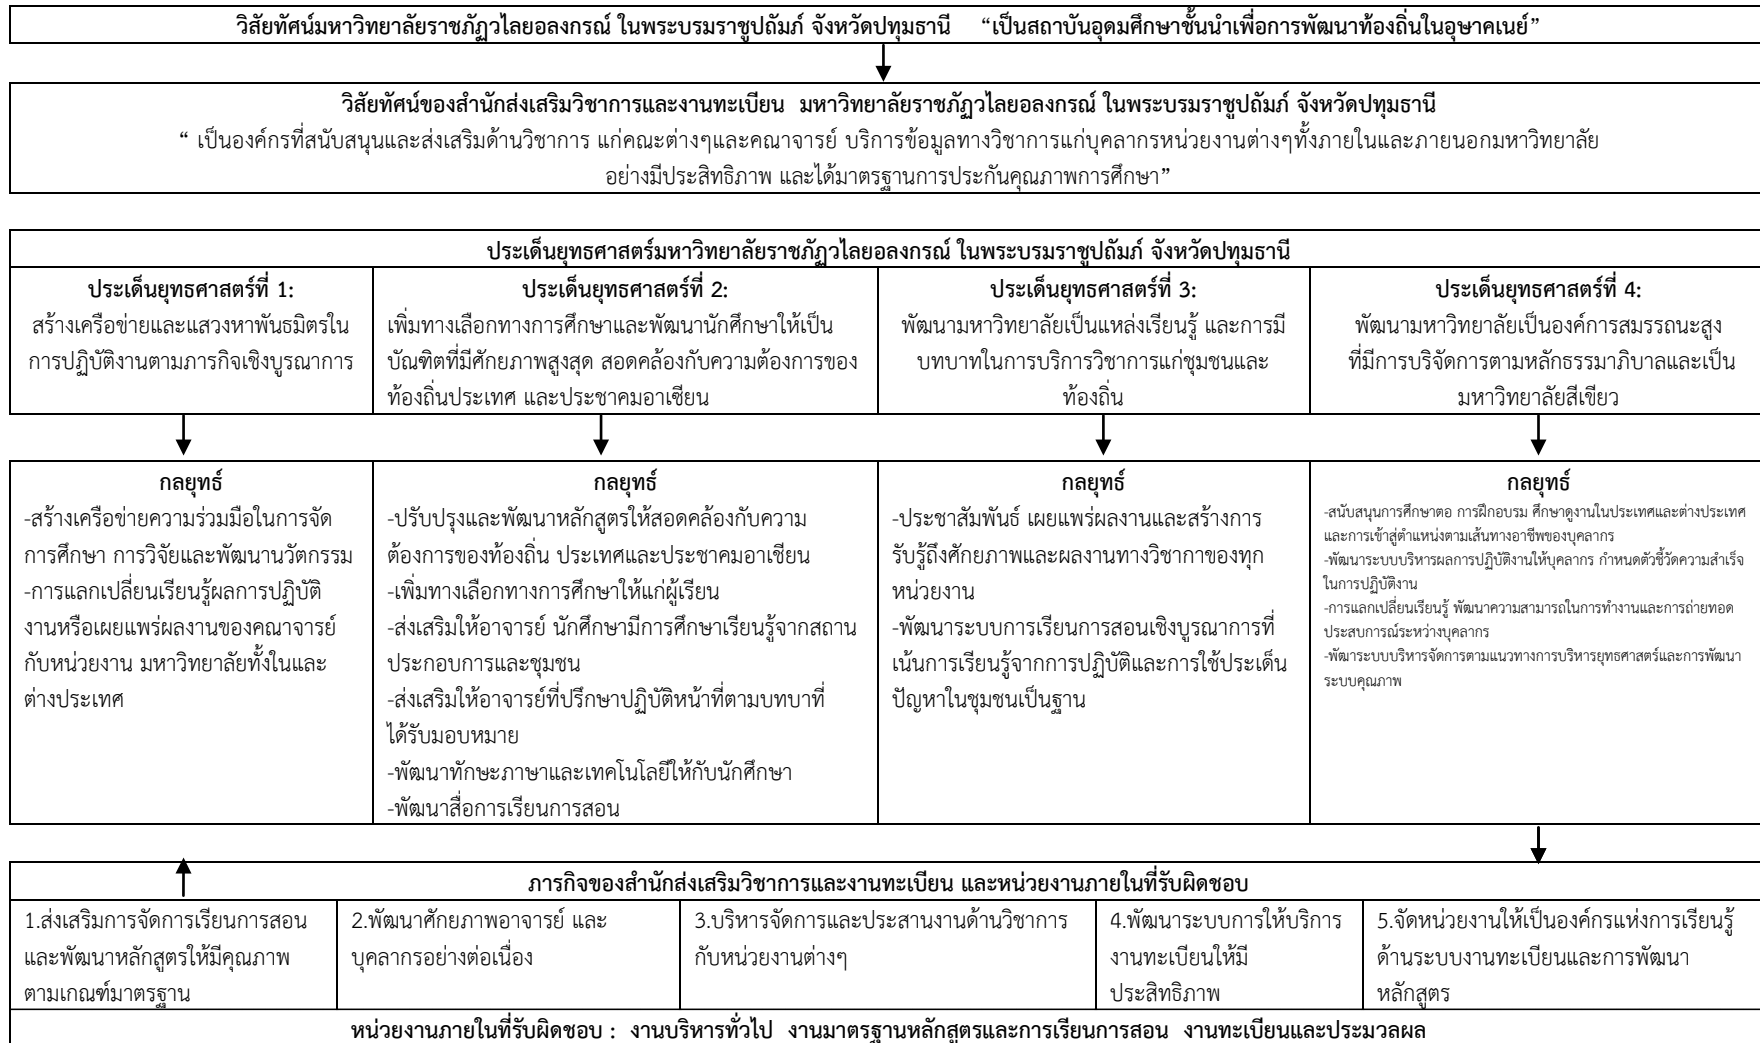 วิสัยทัศน์มหาวิทยาลัยราชภัฏวไลยอลงกรณ์ ในพระบรมราชูปถัมภ์ จังหวัดปทุมธานี “เป็นสถาบันอุดมศึกษาชั้นนำเพื่อการพัฒนาท้องถิ่นในอุษาคเนย์”
วิสัยทัศน์ของสำนักส่งเสริมวิชาการและงานทะเบียน มหาวิทยาลัยราชภัฏวไลยอลงกรณ์ ในพระบรมราชูปถัมภ์ จังหวัดปทุมธานี
“ เป็นองค์กรที่สนับสนุนและส่งเสริมด้านวิชาการ แก่คณะต่างๆและคณาจารย์ บริการข้อมูลทางวิชาการแก่บุคลากรหน่วยงานต่างๆทั้งภายในและภายนอกมหาวิทยาลัย
อย่างมีประสิทธิภาพ และได้มาตรฐานการประกันคุณภาพการศึกษา”
ประเด็นยุทธศาสตร์มหาวิทยาลัยราชภัฏวไลยอลงกรณ์ ในพระบรมราชูปถัมภ์ จังหวัดปทุมธานี
ประเด็นยุทธศาสตร์ที่ 1:
สร้างเครือข่ายและแสวงหาพันธมิตรใน
การปฏิบัติงานตามภารกิจเชิงบูรณาการ
ประเด็นยุทธศาสตร์ที่ 2:
เพิ่มทางเลือกทางการศึกษาและพัฒนานักศึกษาให้เป็น
บัณฑิตที่มีศักยภาพสูงสุด สอดคล้องกับความต้องการของ
ท้องถิ่นประเทศ และประชาคมอาเซียน
ประเด็นยุทธศาสตร์ที่ 3:
พัฒนามหาวิทยาลัยเป็นแหล่งเรียนรู้ และการมี
บทบาทในการบริการวิชาการแก่ชุมชนและ
ท้องถิ่น
ประเด็นยุทธศาสตร์ที่ 4:
พัฒนามหาวิทยาลัยเป็นองค์การสมรรถนะสูง
ที่มีการบริจัดการตามหลักธรรมาภิบาลและเป็น
มหาวิทยาลัยสีเขียว
กลยุทธ์
-สร้างเครือข่ายความร่วมมือในการจัด
การศึกษา การวิจัยและพัฒนานวัตกรรม
-การแลกเปลี่ยนเรียนรู้ผลการปฏิบัติ
งานหรือเผยแพร่ผลงานของคณาจารย์
กับหน่วยงาน มหาวิทยาลัยทั้งในและ
ต่างประเทศ
กลยุทธ์
-ปรับปรุงและพัฒนาหลักสูตรให้สอดคล้องกับความ
ต้องการของท้องถิ่น ประเทศและประชาคมอาเซียน
-เพิ่มทางเลือกทางการศึกษาให้แก่ผู้เรียน
-ส่งเสริมให้อาจารย์ นักศึกษามีการศึกษาเรียนรู้จากสถาน
ประกอบการและชุมชน
-ส่งเสริมให้อาจารย์ที่ปรึกษาปฏิบัติหน้าที่ตามบทบาที่
ได้รับมอบหมาย
-พัฒนาทักษะภาษาและเทคโนโลยีให้กับนักศึกษา
-พัฒนาสื่อการเรียนการสอน
กลยุทธ์
-ประชาสัมพันธ์ เผยแพร่ผลงานและสร้างการ
รับรู้ถึงศักยภาพและผลงานทางวิชากาของทุก
หน่วยงาน
-พัฒนาระบบการเรียนการสอนเชิงบูรณาการที่
เน้นการเรียนรู้จากการปฏิบัติและการใช้ประเด็น
ปัญหาในชุมชนเป็นฐาน
กลยุทธ์
-สนับสนุนการศึกษาตอ การฝึกอบรม ศึกษาดูงานในประเทศและต่างประเทศ
และการเข้าสู่ตำแหน่งตามเส้นทางอาชีพของบุคลากร
-พัฒนาระบบบริหารผลการปฏิบัติงานให้บุคลากร กำหนดตัวชี้วัดความสำเร็จ
ในการปฏิบัติงาน
-การแลกเปลี่ยนเรียนรู้ พัฒนาความสามารถในการทำงานและการถ่ายทอด
ประสบการณ์ระหว่างบุคลากร
-พัฒาระบบบริหารจัดการตามแนวทางการบริหารยุทธศาสตร์และการพัฒนา
ระบบคุณภาพ
ภารกิจของสำนักส่งเสริมวิชาการและงานทะเบียน และหน่วยงานภายในที่รับผิดชอบ
1.ส่งเสริมการจัดการเรียนการสอน
และพัฒนาหลักสูตรให้มีคุณภาพ
ตามเกณฑ์มาตรฐาน
2.พัฒนาศักยภาพอาจารย์ และ
บุคลากรอย่างต่อเนื่อง
3.บริหารจัดการและประสานงานด้านวิชาการ
กับหน่วยงานต่างๆ
4.พัฒนาระบบการให้บริการ
งานทะเบียนให้มี
ประสิทธิภาพ
5.จัดหน่วยงานให้เป็นองค์กรแห่งการเรียนรู้
ด้านระบบงานทะเบียนและการพัฒนา
หลักสูตร
หน่วยงานภายในที่รับผิดชอบ : งานบริหารทั่วไป งานมาตรฐานหลักสูตรและการเรียนการสอน งานทะเบียนและประมวลผล